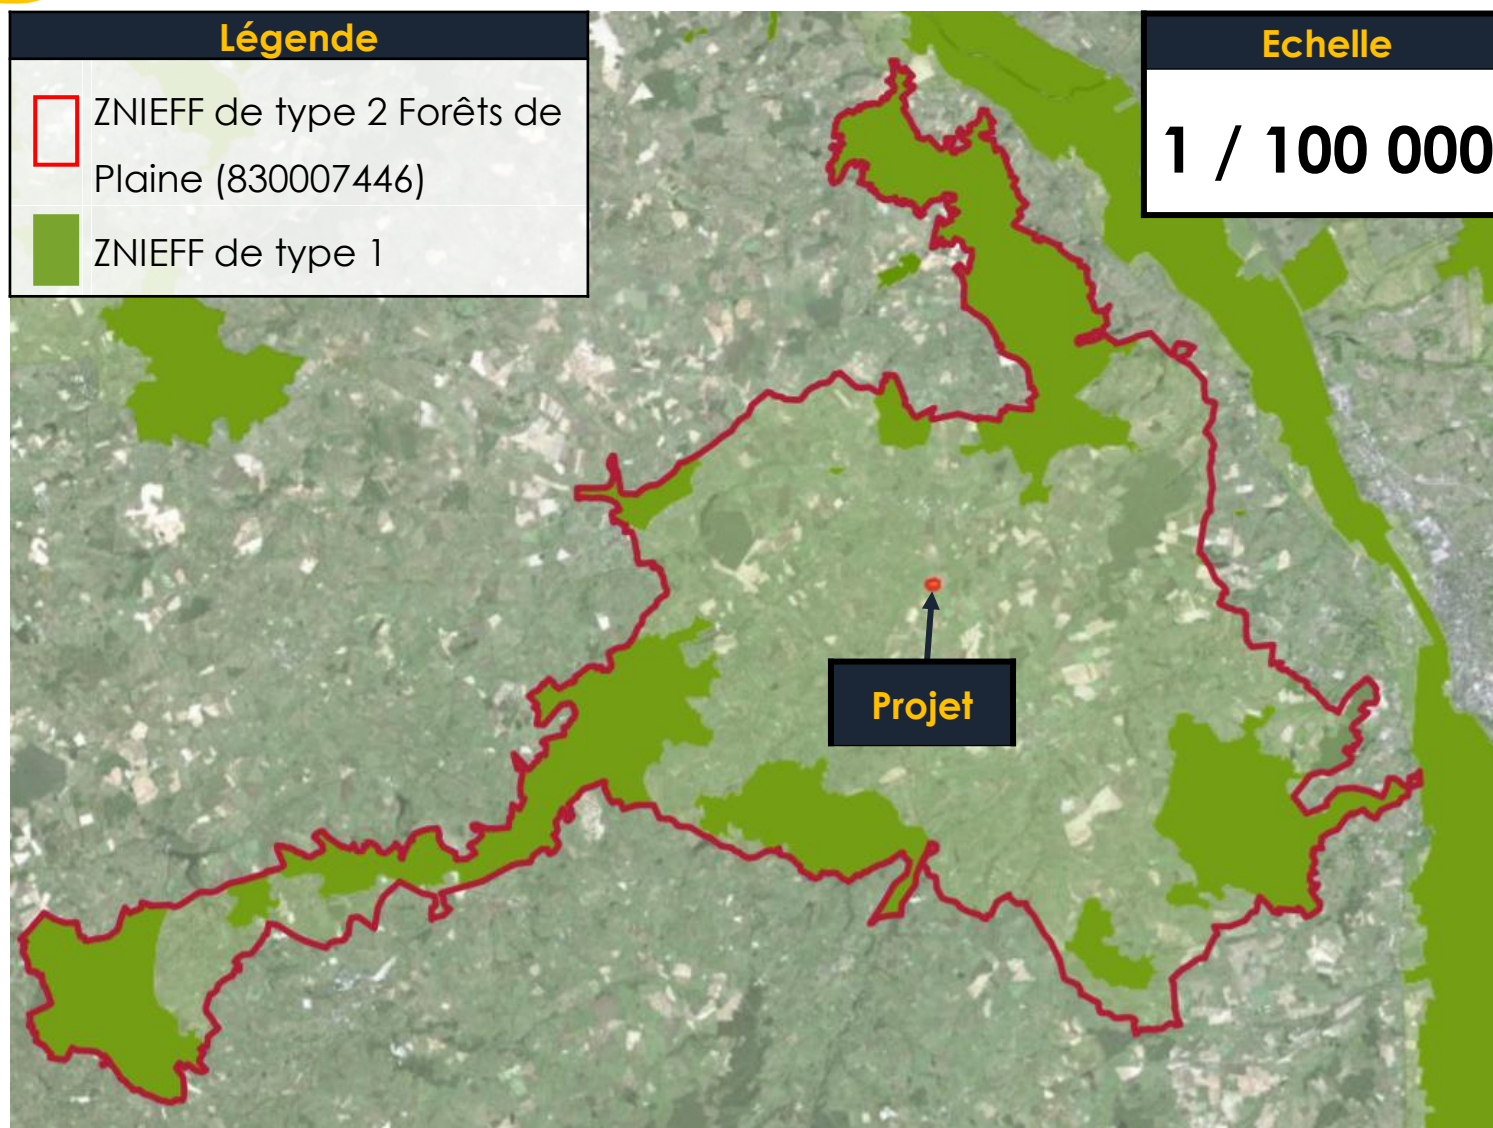 Légende
ZNIEFF de type 2 Forêts de
Plaine (830007446)
ZNIEFF de type 1
Echelle
1 / 100 000
Projet